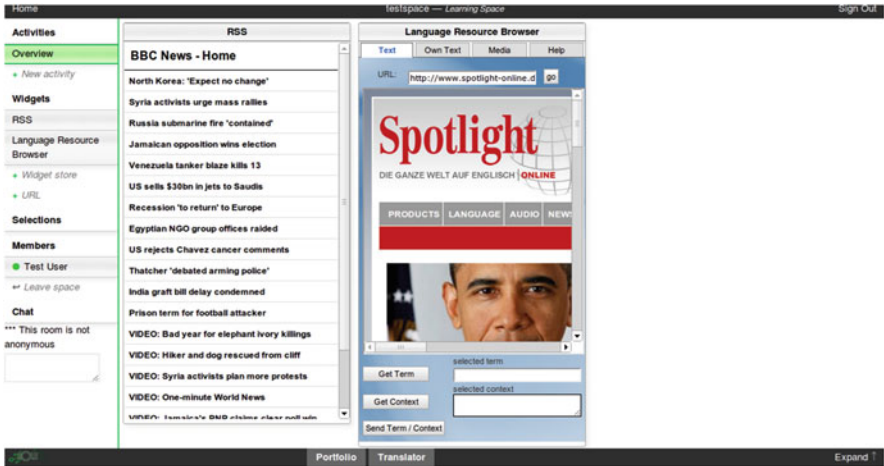 Home
testspace — Learning Space
Sign Out
Activities
Overview
+ New activity
Widgets
RSS
Language Resource
Browser
+ Widget store
+ URL
Selections
Members
Test User
↩ Leave space
Chat
*** This room is not
anonymous
RSS
BBC News - Home
North Korea: 'Expect no change'
Syria activists urge mass rallies
Russia submarine fire 'contained'
Jamaican opposition wins election
Venezuela tanker blaze kills 13
US sells $30bn in jets to Saudis
Recession 'to return' to Europe
Egyptian NGO group offices raided
US rejects Chavez cancer comments
Thatcher 'debated arming police'
India graft bill delay condemned
Prison term for football attacker
VIDEO: Bad year for elephant ivory killings
VIDEO: Hiker and dog rescued from cliff
VIDEO: Syria activists plan more protests
VIDEO: One-minute World News
VIDEO: Jamaica's PNP claims clear poll win
Language Resource Browser
Text Own Text Media Help
URL: http://www.spotlight-online.d go
Spotlight
DIE GANZE WELT AUF ENGLISCH | ONLINE
PRODUCTS LANGUAGE AUDIO NEWS
selected term
Get Term
selected context
Get Context
Send Term / Context
Portfolio Translator
Expand ↑